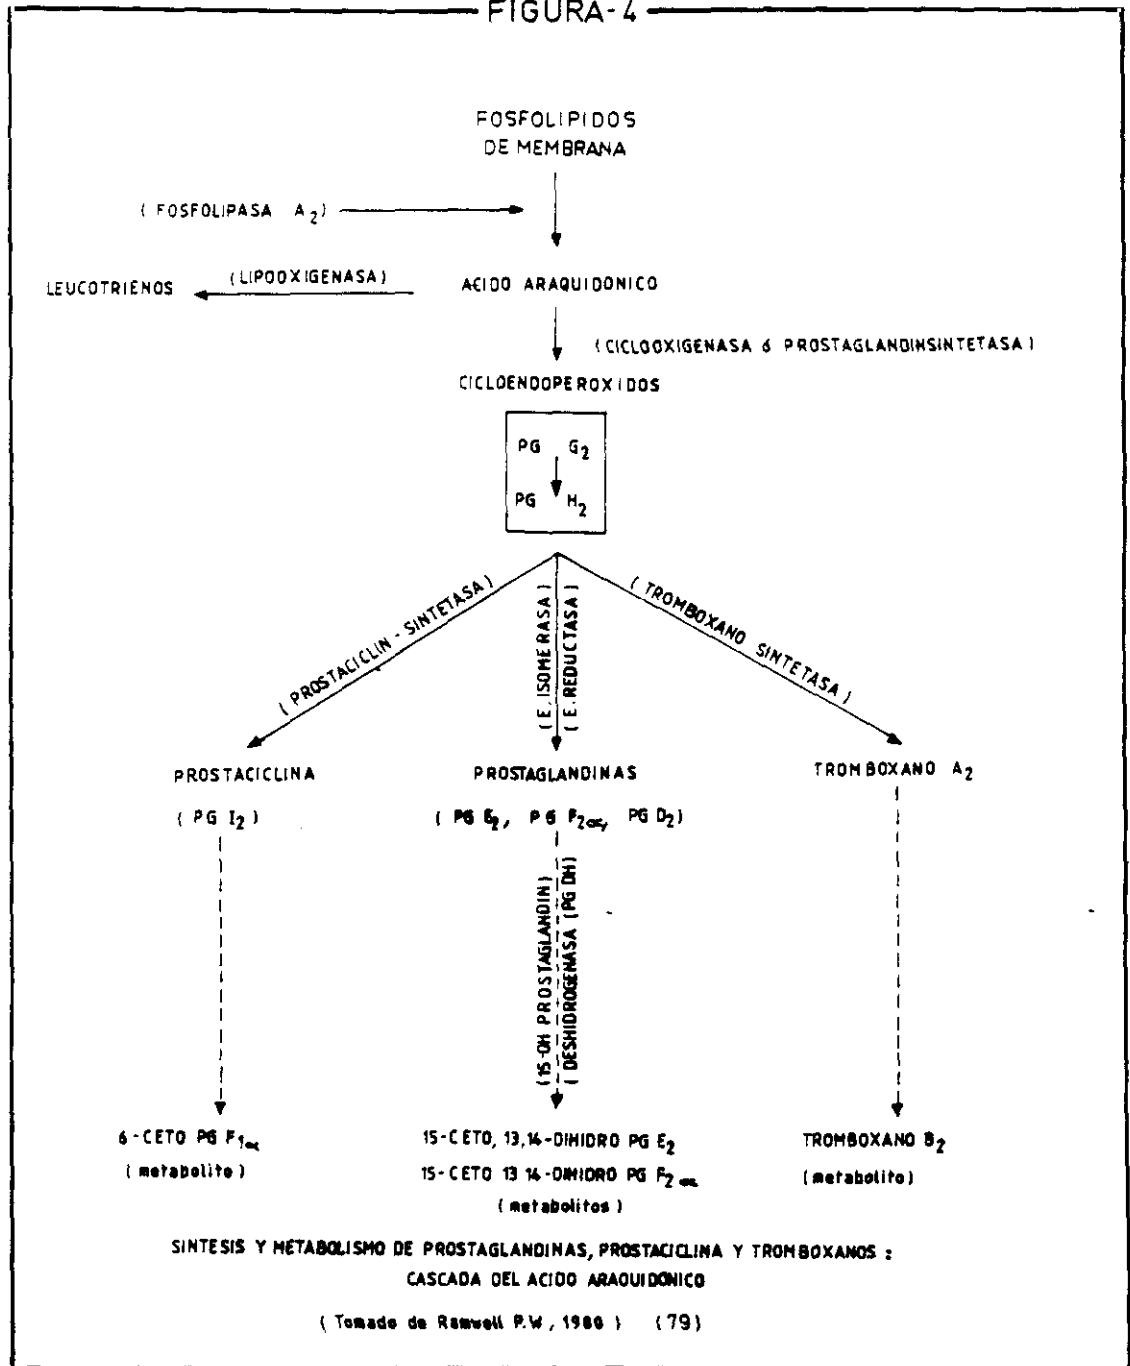 FIGURA-4
FOSFOLIPIDOS
DE MEMBRANA
( FOSFOLIPASA A2)
LEUCOTRIENOS
(LIPOOXIGENASA)
ACIDO ARAQUIDONICO
(CICLOOXIGENASA ó PROSTAGLANDINSINTETASA)
CICLOENDOPEROXIDOS
PG G2
PG H2
( PROSTACICLIN - SINTETASA)
( E. ISOMERASA)
( E. REDUCTASA)
( TROMBOXANO SINTETASA)
PROSTACICLINA
( PG I2 )
PROSTAGLANDINAS
( PG E2, PG F2α, PG D2)
TROMBOXANO A2
(15-OH PROSTAGLANDIN)
( DESHIDROGENASA (PG DH)
6-CETO PG F1α
(metabolito)
15-CETO, 13,14-DIHIDRO PG E2
15-CETO 13 14-DIHIDRO PG F2α
(metabolitos)
TROMBOXANO B2
(metabolito)
SINTESIS Y METABOLISMO DE PROSTAGLANDINAS, PROSTACICLINA Y TROMBOXANOS :
CASCADA DEL ACIDO ARAQUIDONICO
( Tomado de Ramwell P.W, 1980 ) (79)